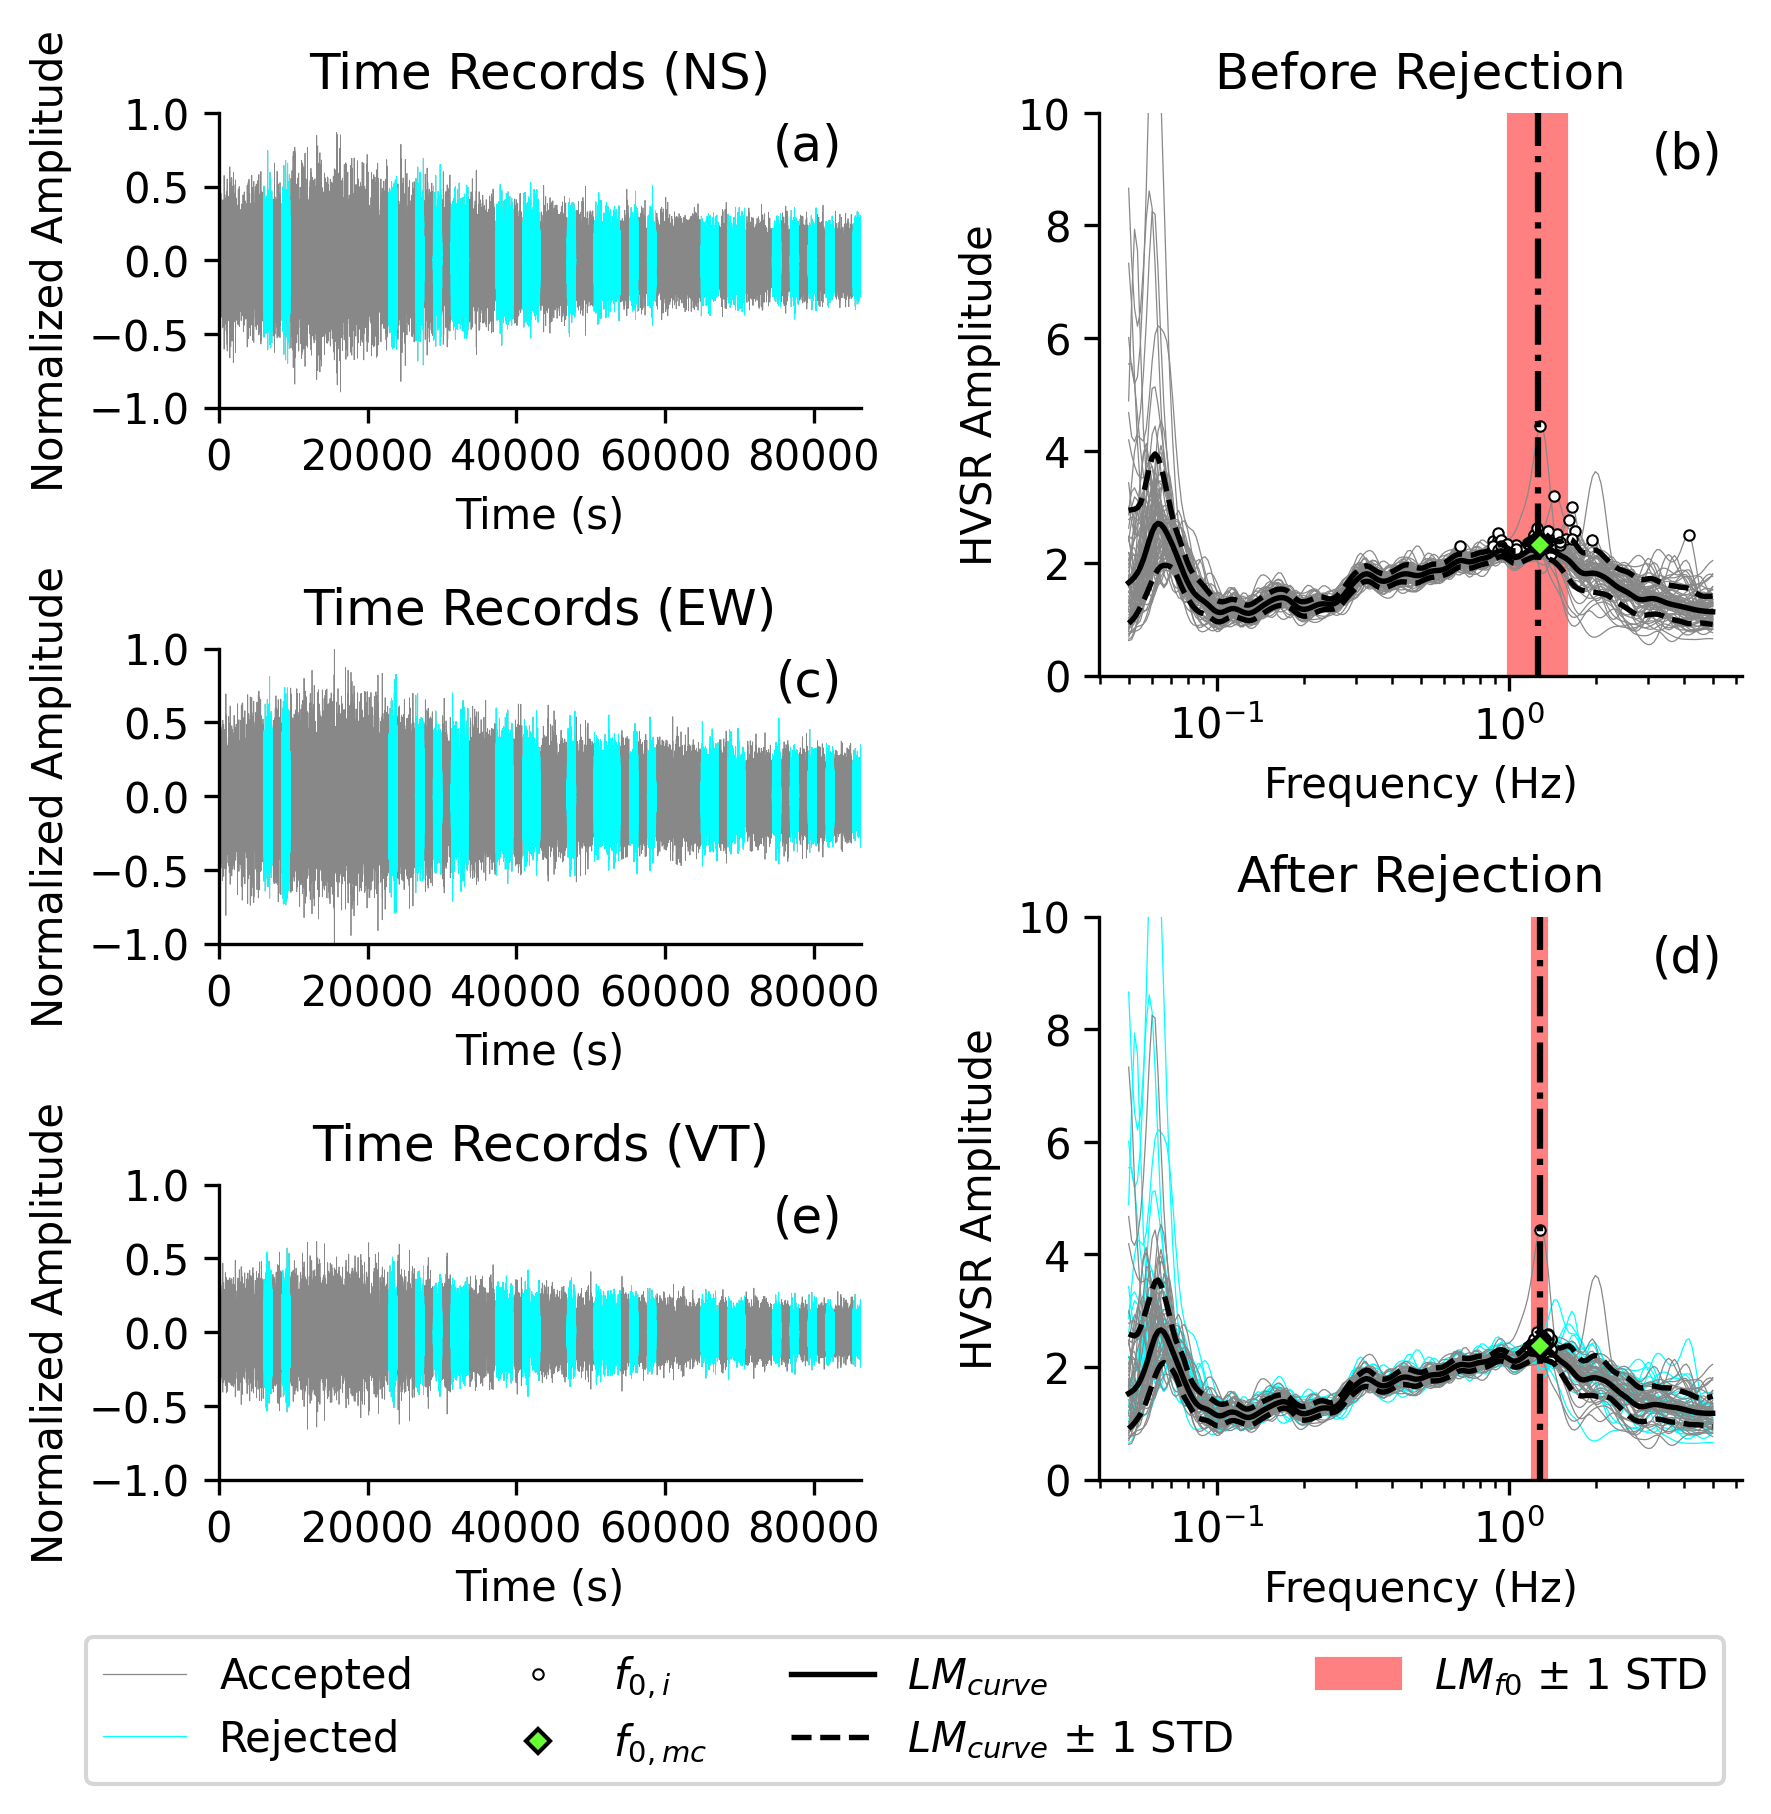 Time Records (NS)
Normalized Amplitude
1.0
0.5
0.0
−0.5
−1.0
(a)
0 20000 40000 60000 80000
Time (s)
Before Rejection
HVSR Amplitude
10
8
6
4
2
0
(b)
10⁻¹ 10⁰
Frequency (Hz)
Time Records (EW)
Normalized Amplitude
1.0
0.5
0.0
−0.5
−1.0
(c)
0 20000 40000 60000 80000
Time (s)
After Rejection
HVSR Amplitude
10
8
6
4
2
0
(d)
10⁻¹ 10⁰
Frequency (Hz)
Time Records (VT)
Normalized Amplitude
1.0
0.5
0.0
−0.5
−1.0
(e)
0 20000 40000 60000 80000
Time (s)
Accepted
Rejected
f0,i
f0,mc
LMcurve
LMcurve ± 1 STD
LMf0 ± 1 STD